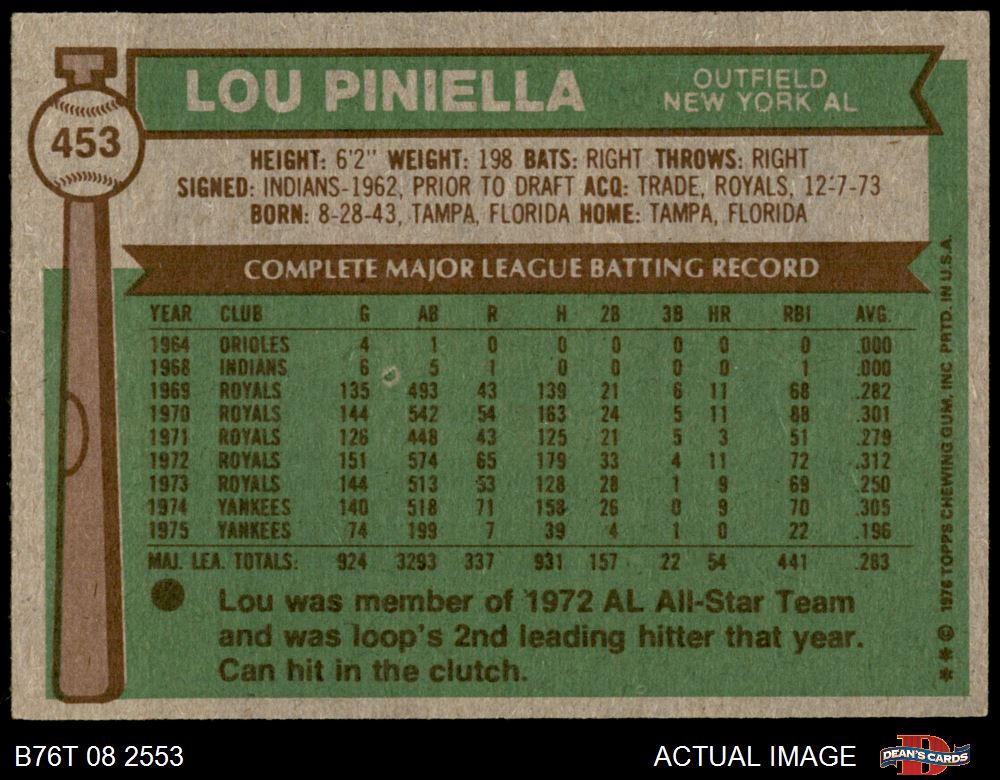 LOU PINIELLA
OUTFIELD
NEW YORK AL
453
HEIGHT: 6'2" WEIGHT: 198 BATS: RIGHT THROWS: RIGHT
SIGNED: INDIANS-1962, PRIOR TO DRAFT ACQ: TRADE, ROYALS, 12-7-73
BORN: 8-28-43, TAMPA, FLORIDA HOME: TAMPA, FLORIDA
COMPLETE MAJOR LEAGUE BATTING RECORD
YEAR CLUB G AB R H 2B 3B HR RBI AVG.
1964 ORIOLES 4 1 0 0 0 0 0 0 .000
1968 INDIANS 6 5 1 0 0 0 0 1 .000
1969 ROYALS 135 493 43 139 21 6 11 68 .282
1970 ROYALS 144 542 54 163 24 5 11 88 .301
1971 ROYALS 126 448 43 125 21 5 3 51 .279
1972 ROYALS 151 574 65 179 33 4 11 72 .312
1973 ROYALS 144 513 53 128 28 1 9 69 .250
1974 YANKEES 140 518 71 158 26 0 9 70 .305
1975 YANKEES 74 199 7 39 4 1 0 22 .196
MAJ. LEA. TOTALS: 924 3293 337 931 157 22 54 441 .283
Lou was member of 1972 AL All-Star Team
and was loop's 2nd leading hitter that year.
Can hit in the clutch.
** © 1976 TOPPS CHEWING GUM, INC PRTD. IN U.S.A.
B76T 08 2553
ACTUAL IMAGE
DEAN'S CARDS